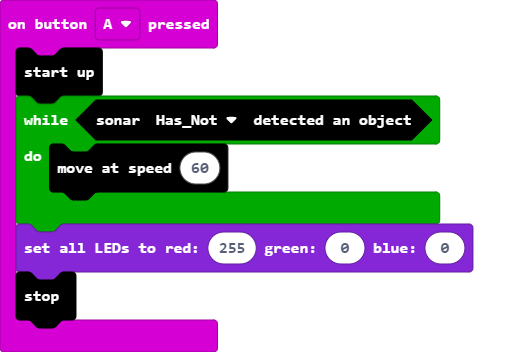 on button A pressed
start up
while sonar Has_Not detected an object
do
move at speed 60
set all LEDs to red: 255 green: 0 blue: 0
stop